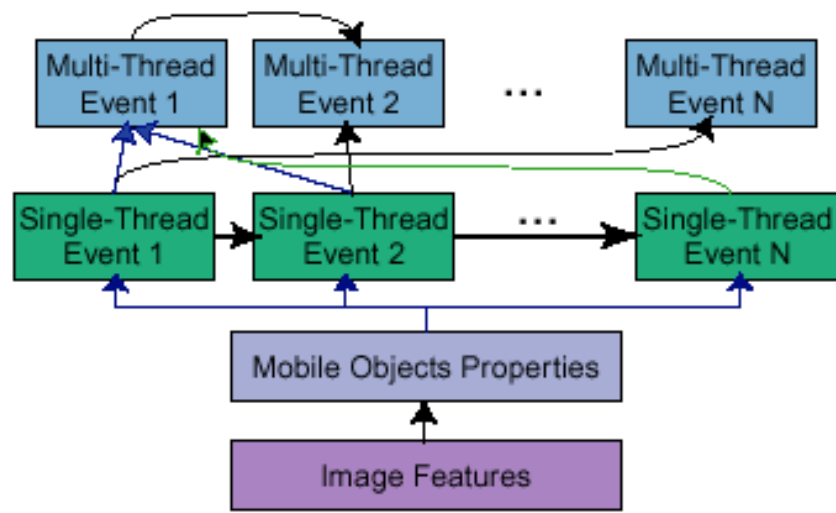 Multi-Thread
Event 1
Multi-Thread
Event 2
...
Multi-Thread
Event N
Single-Thread
Event 1
Single-Thread
Event 2
...
Single-Thread
Event N
Mobile Objects Properties
Image Features